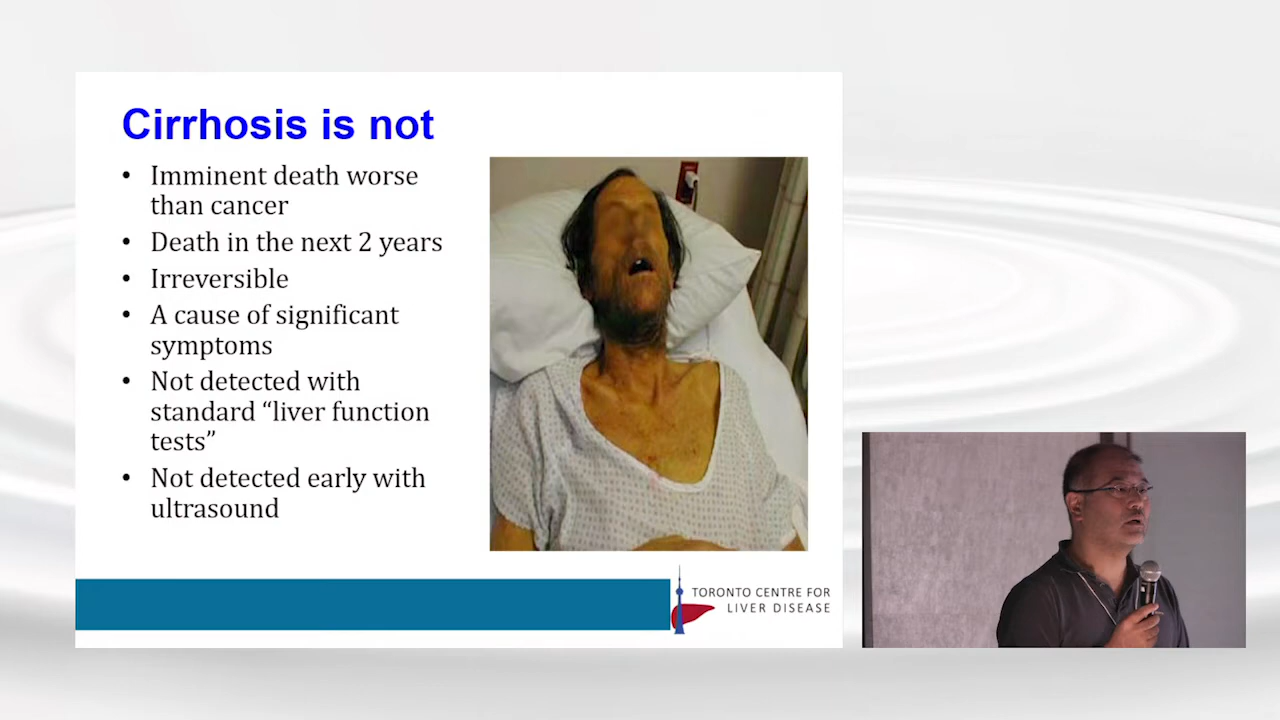 Cirrhosis is not
• Imminent death worse
than cancer
• Death in the next 2 years
• Irreversible
• A cause of significant
symptoms
• Not detected with
standard “liver function
tests”
• Not detected early with
ultrasound
TORONTO CENTRE FOR
LIVER DISEASE